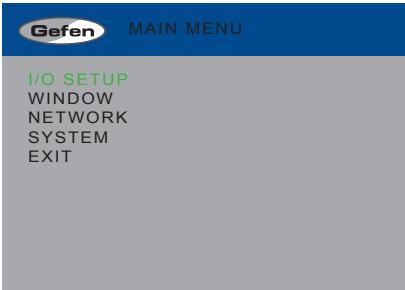 Gefen MAIN MENU
I/O SETUP
WINDOW
NETWORK
SYSTEM
EXIT